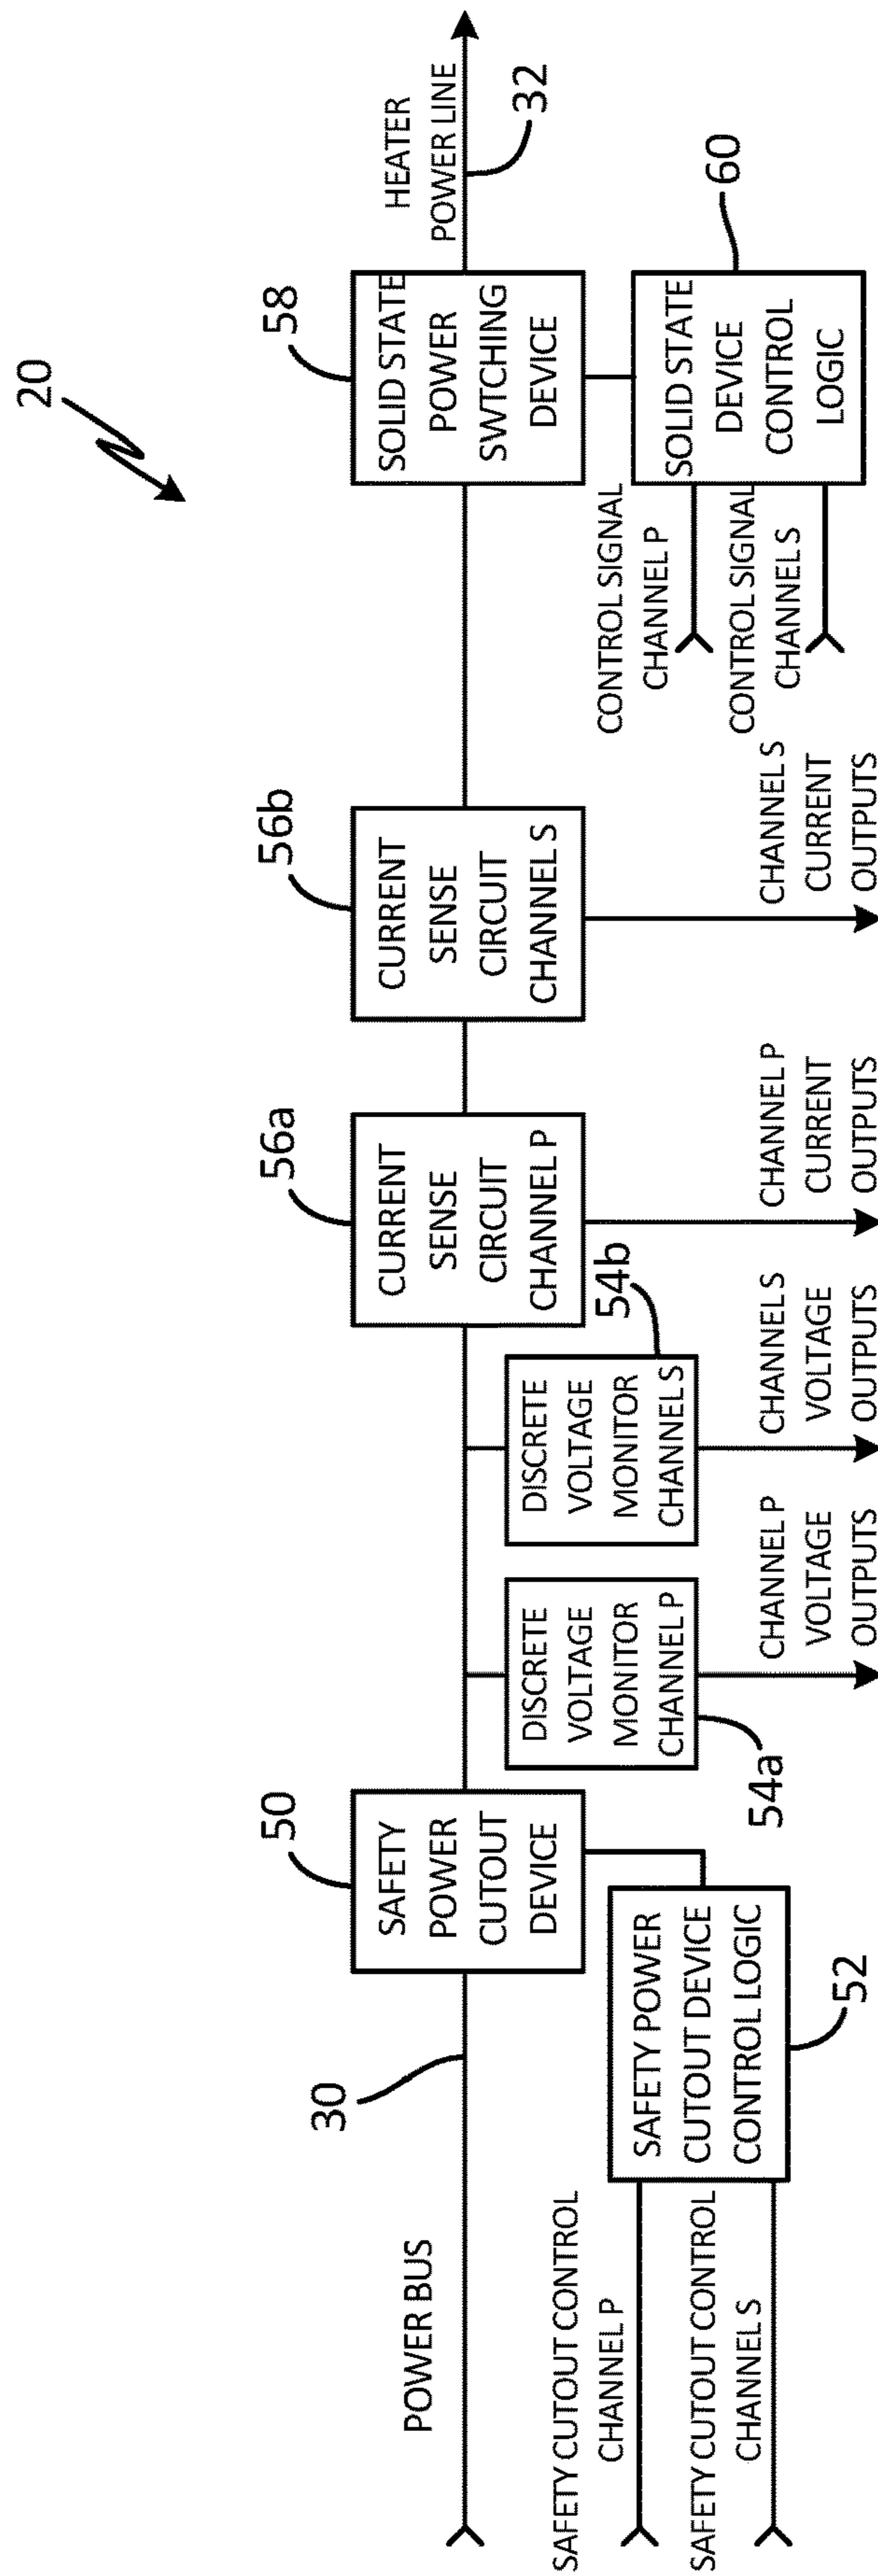 20
POWER BUS
30
SAFETY CUTOUT CONTROL
CHANNEL P
SAFETY CUTOUT CONTROL
CHANNEL S
50
SAFETY
POWER
CUTOUT
DEVICE
SAFETY POWER
CUTOUT DEVICE
CONTROL LOGIC
52
DISCRETE
VOLTAGE
MONITOR
CHANNEL P
54a
CHANNEL P
VOLTAGE
OUTPUTS
DISCRETE
VOLTAGE
MONITOR
CHANNEL S
54b
CHANNEL S
VOLTAGE
OUTPUTS
56a
CURRENT
SENSE
CIRCUIT
CHANNEL P
CHANNEL P
CURRENT
OUTPUTS
56b
CURRENT
SENSE
CIRCUIT
CHANNEL S
CHANNEL S
CURRENT
OUTPUTS
58
SOLID STATE
POWER
SWTCHING
DEVICE
HEATER
POWER LINE
32
CONTROL SIGNAL
CHANNEL P
CONTROL SIGNAL
CHANNEL S
SOLID STATE
DEVICE
CONTROL
LOGIC
60